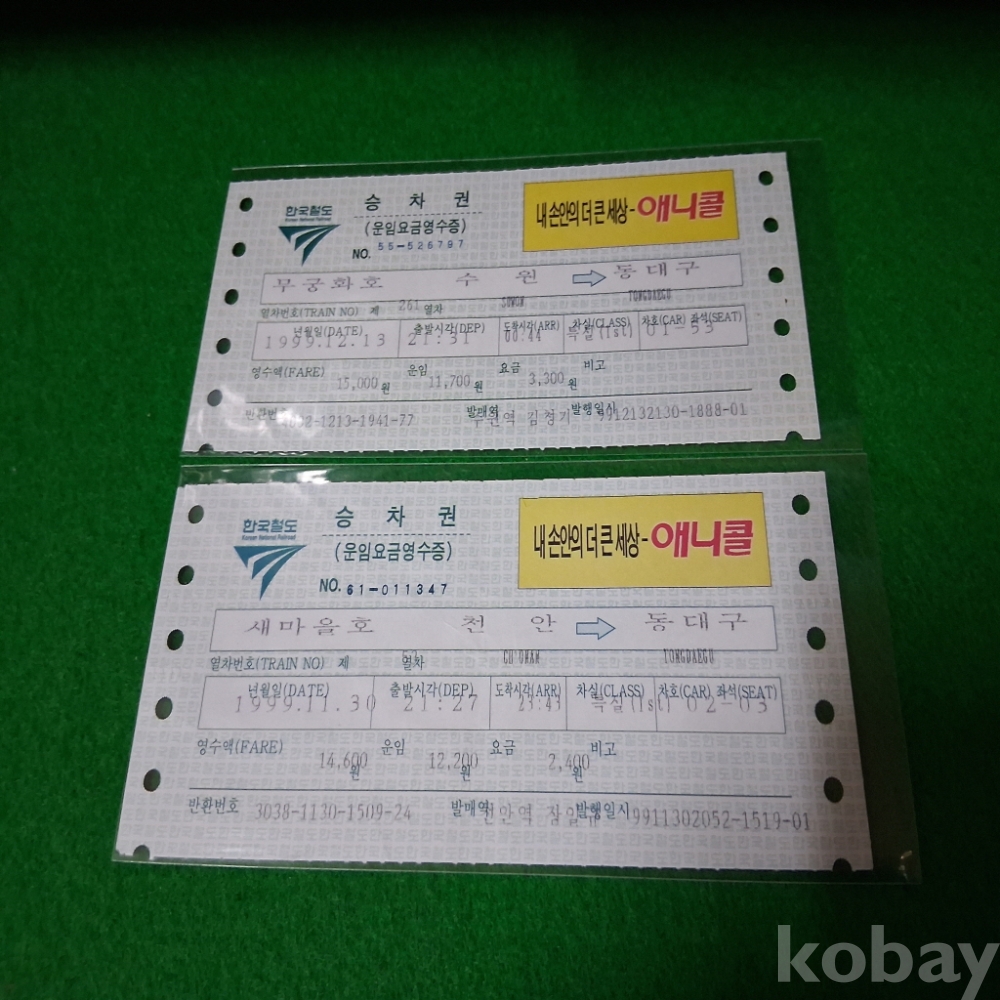 한국철도
Korean National Railroad
승 차 권
(운임요금영수증)
NO. 55-526797
내 손안의 더 큰 세상- 애니콜
무궁화호 수 원 동대구
열차번호(TRAIN NO) 제 261 열차 SUWON TONGDAEGU
년월일(DATE) 출발시각(DEP) 도착시각(ARR) 차실(CLASS) 차호(CAR) 좌석(SEAT)
1999.12.13 21:31 00:44 특실(1st) 01-53
영수액(FARE) 15,000원 운임 11,700원 요금 3,300원 비고
반환번호 1213-1941-77 발매역 수원역 발행일시 9912132130-1888-01
한국철도
Korean National Railroad
승 차 권
(운임요금영수증)
NO. 61-011347
내 손안의 더 큰 세상- 애니콜
새마을호 천 안 동대구
열차번호(TRAIN NO) 제 열차 CH'ONAN TONGDAEGU
년월일(DATE) 출발시각(DEP) 도착시각(ARR) 차실(CLASS) 차호(CAR) 좌석(SEAT)
1999.11.30 21:27 23:43 특실(1st) 02-03
영수액(FARE) 14,600원 운임 12,200원 요금 2,400원 비고
반환번호 3038-1130-1509-24 발매역 천안역 발행일시 9911302052-1519-01
kobay